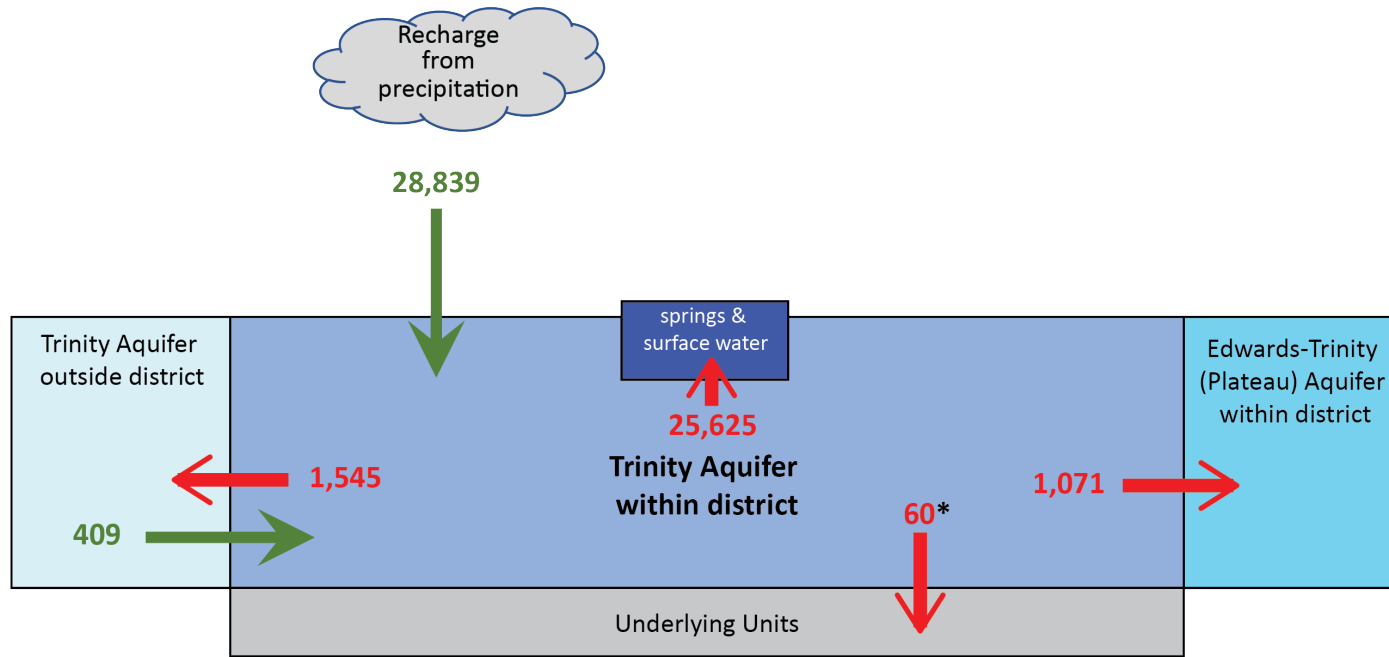 Recharge
from
precipitation
28,839
springs &
surface water
Trinity Aquifer
outside district
Edwards-Trinity
(Plateau) Aquifer
within district
25,625
Trinity Aquifer
within district
1,545
1,071
409
60*
Underlying Units